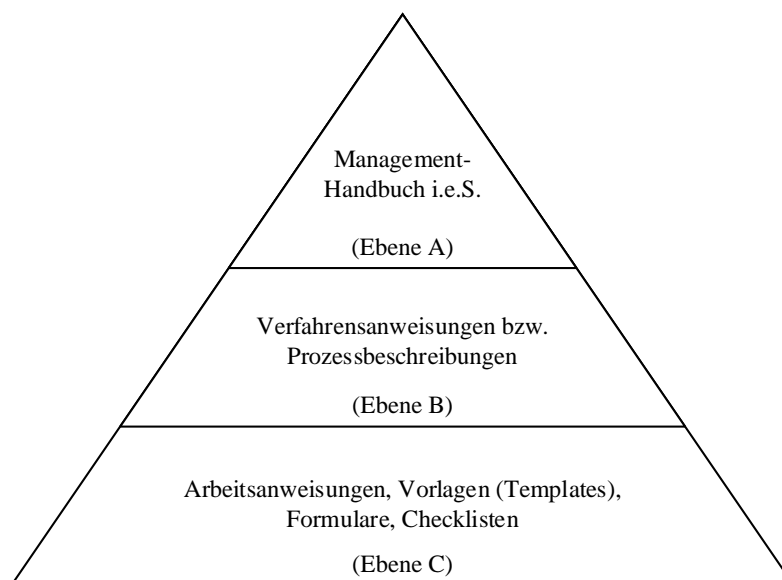 Management-
Handbuch i.e.S.
(Ebene A)
Verfahrensanweisungen bzw.
Prozessbeschreibungen
(Ebene B)
Arbeitsanweisungen, Vorlagen (Templates),
Formulare, Checklisten
(Ebene C)